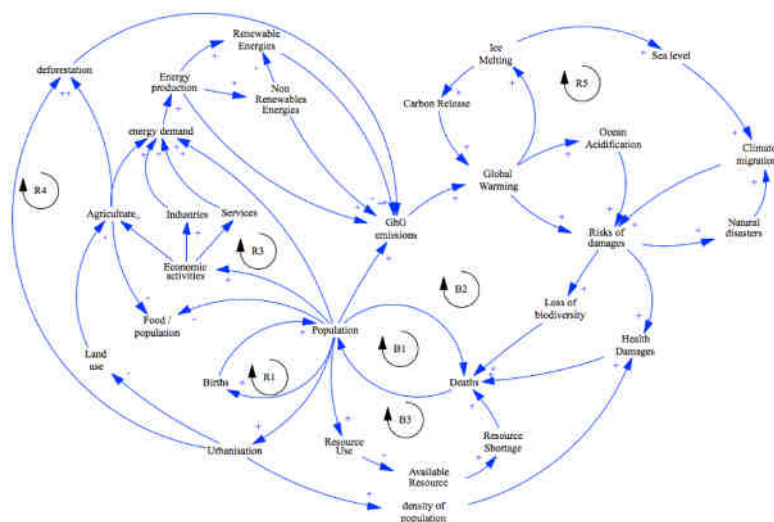 Renewable
Energies
Ice
Melting
Sea level
deforestation
Energy
production
Non
Renewables
Energies
R5
Carbon Release
energy demand
Ocean
Acidification
Climate
migration
Global
Warming
R4
Agriculture
Industries
Services
GhG
emissions
Risks of
damages
Natural
disasters
R3
Economic
activities
B2
Food /
population
Population
Loss of
biodiversity
Health
Damages
B1
Land
use
Births
R1
Deaths
B3
Urbanisation
Resource
Use
Resource
Shortage
Available
Resource
density of
population